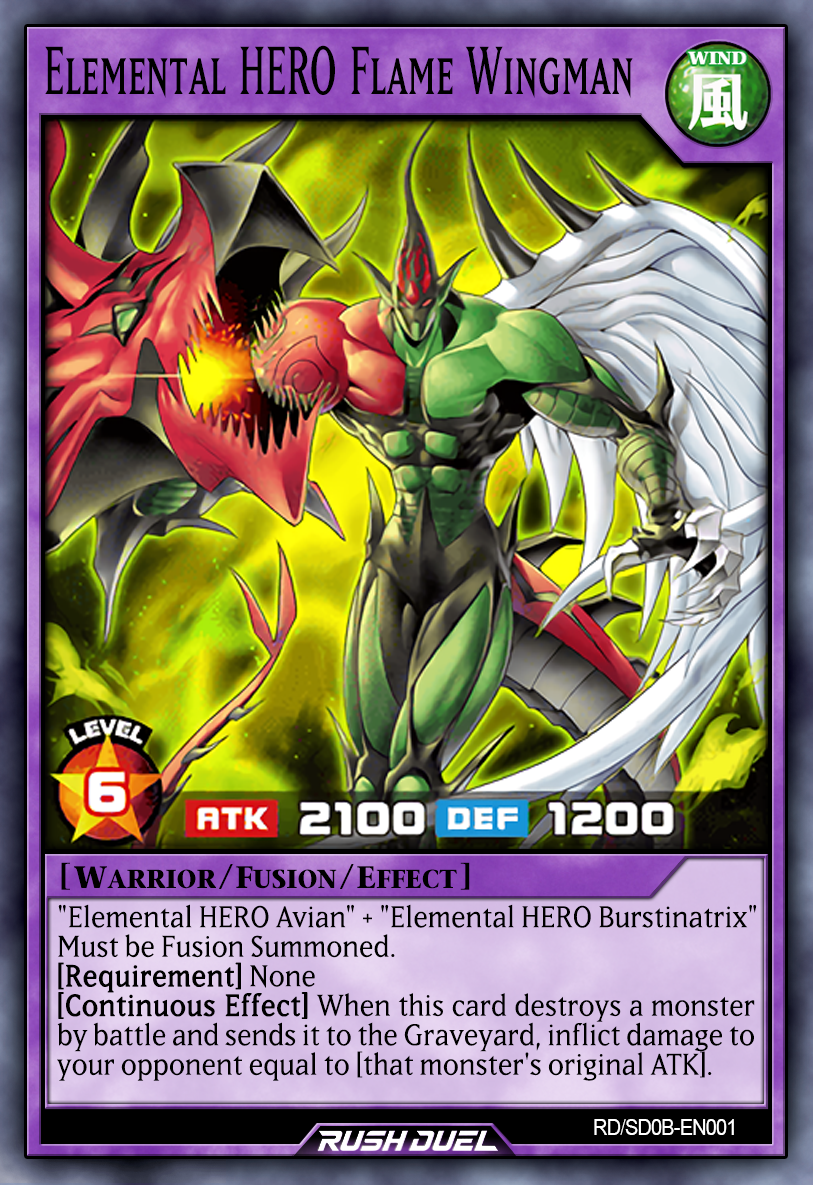 Elemental HERO Flame Wingman
WIND
風
LEVEL
6
ATK 2100 DEF 1200
[Warrior/Fusion/Effect]
"Elemental HERO Avian" + "Elemental HERO Burstinatrix"
Must be Fusion Summoned.
[Requirement] None
[Continuous Effect] When this card destroys a monster
by battle and sends it to the Graveyard, inflict damage to
your opponent equal to [that monster's original ATK].
RD/SD0B-EN001
RUSH DUEL